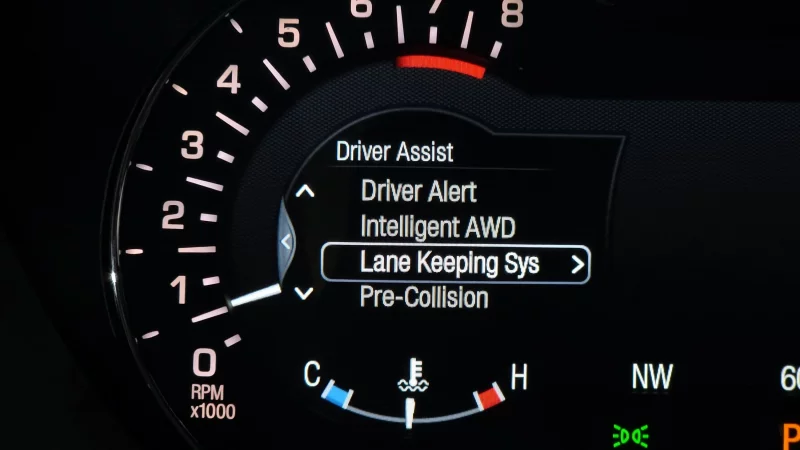 8
7
6
5
4
3
2
1
0
RPM
x1000
Driver Assist
Driver Alert
Intelligent AWD
Lane Keeping Sys
Pre-Collision
C
H
NW
P